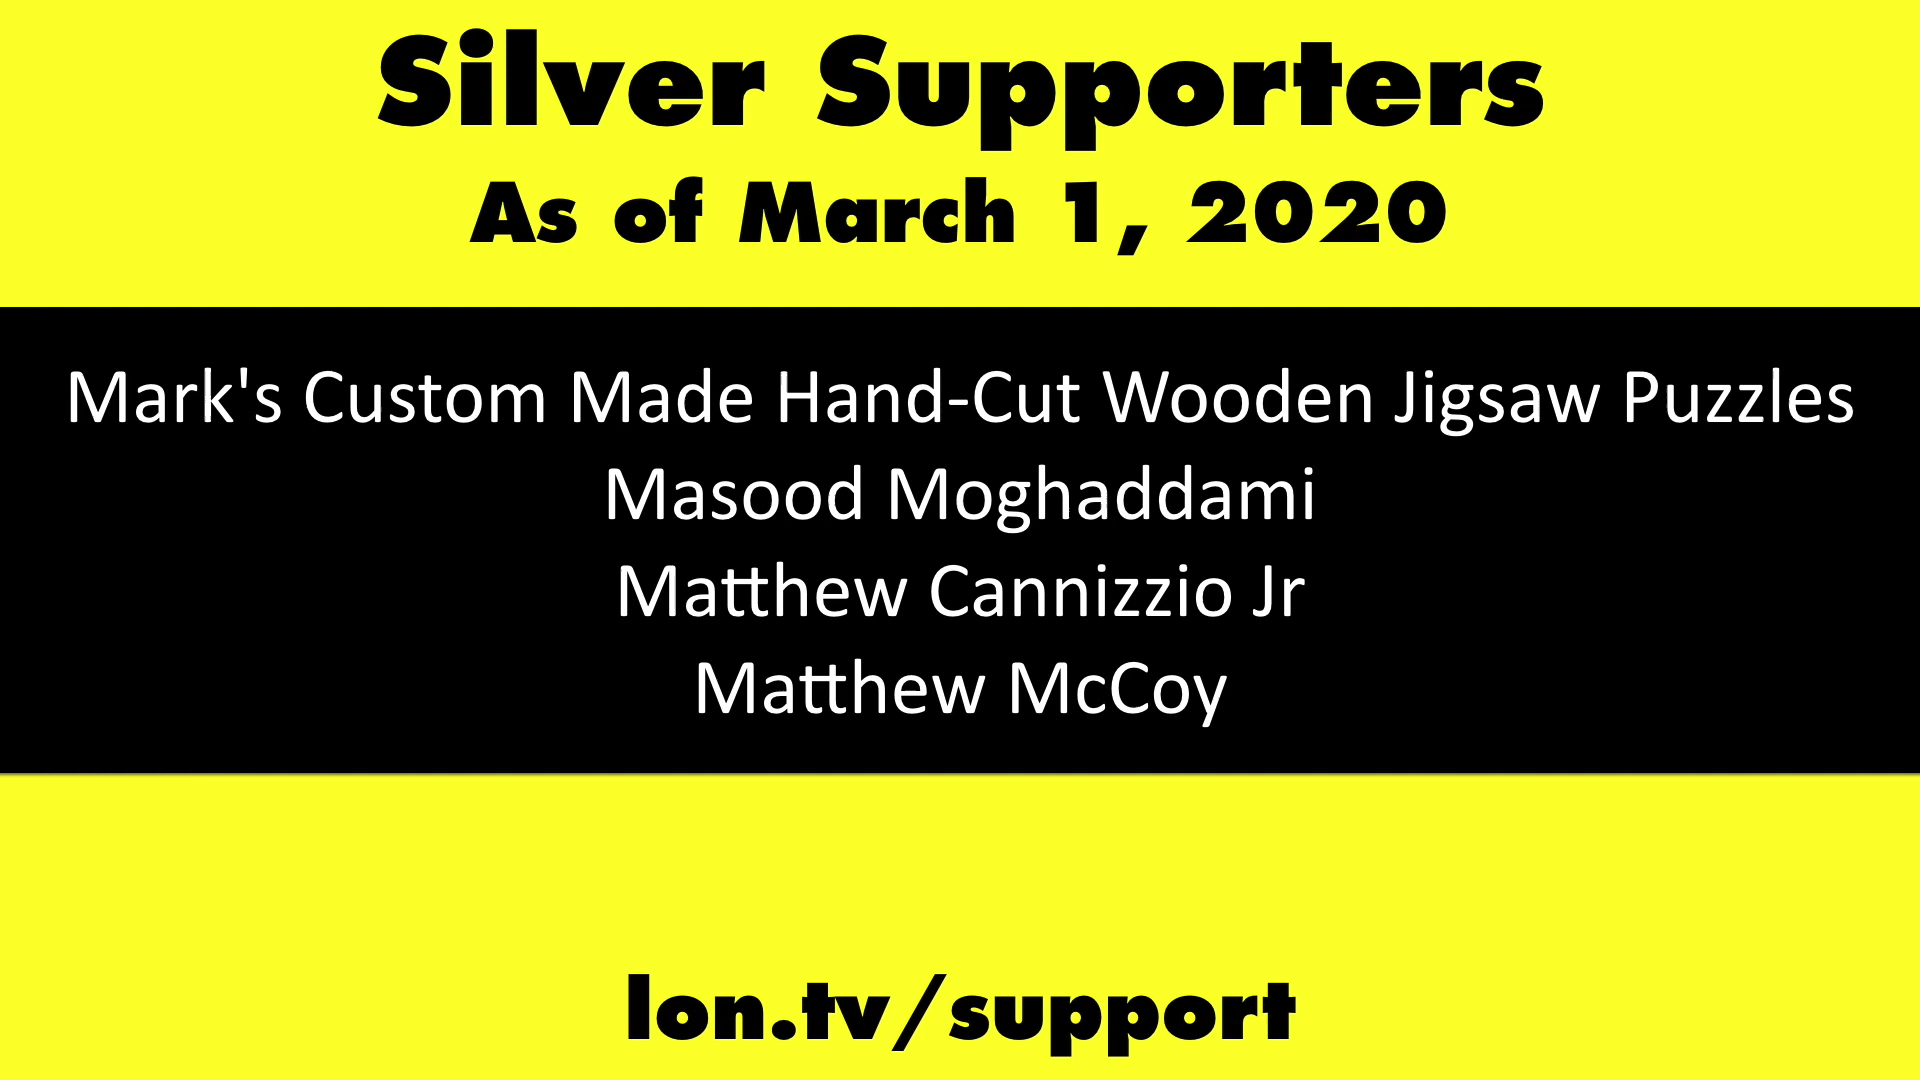 Silver Supporters
As of March 1, 2020
Mark's Custom Made Hand-Cut Wooden Jigsaw Puzzles
Masood Moghaddami
Matthew Cannizzio Jr
Matthew McCoy
lon.tv/support